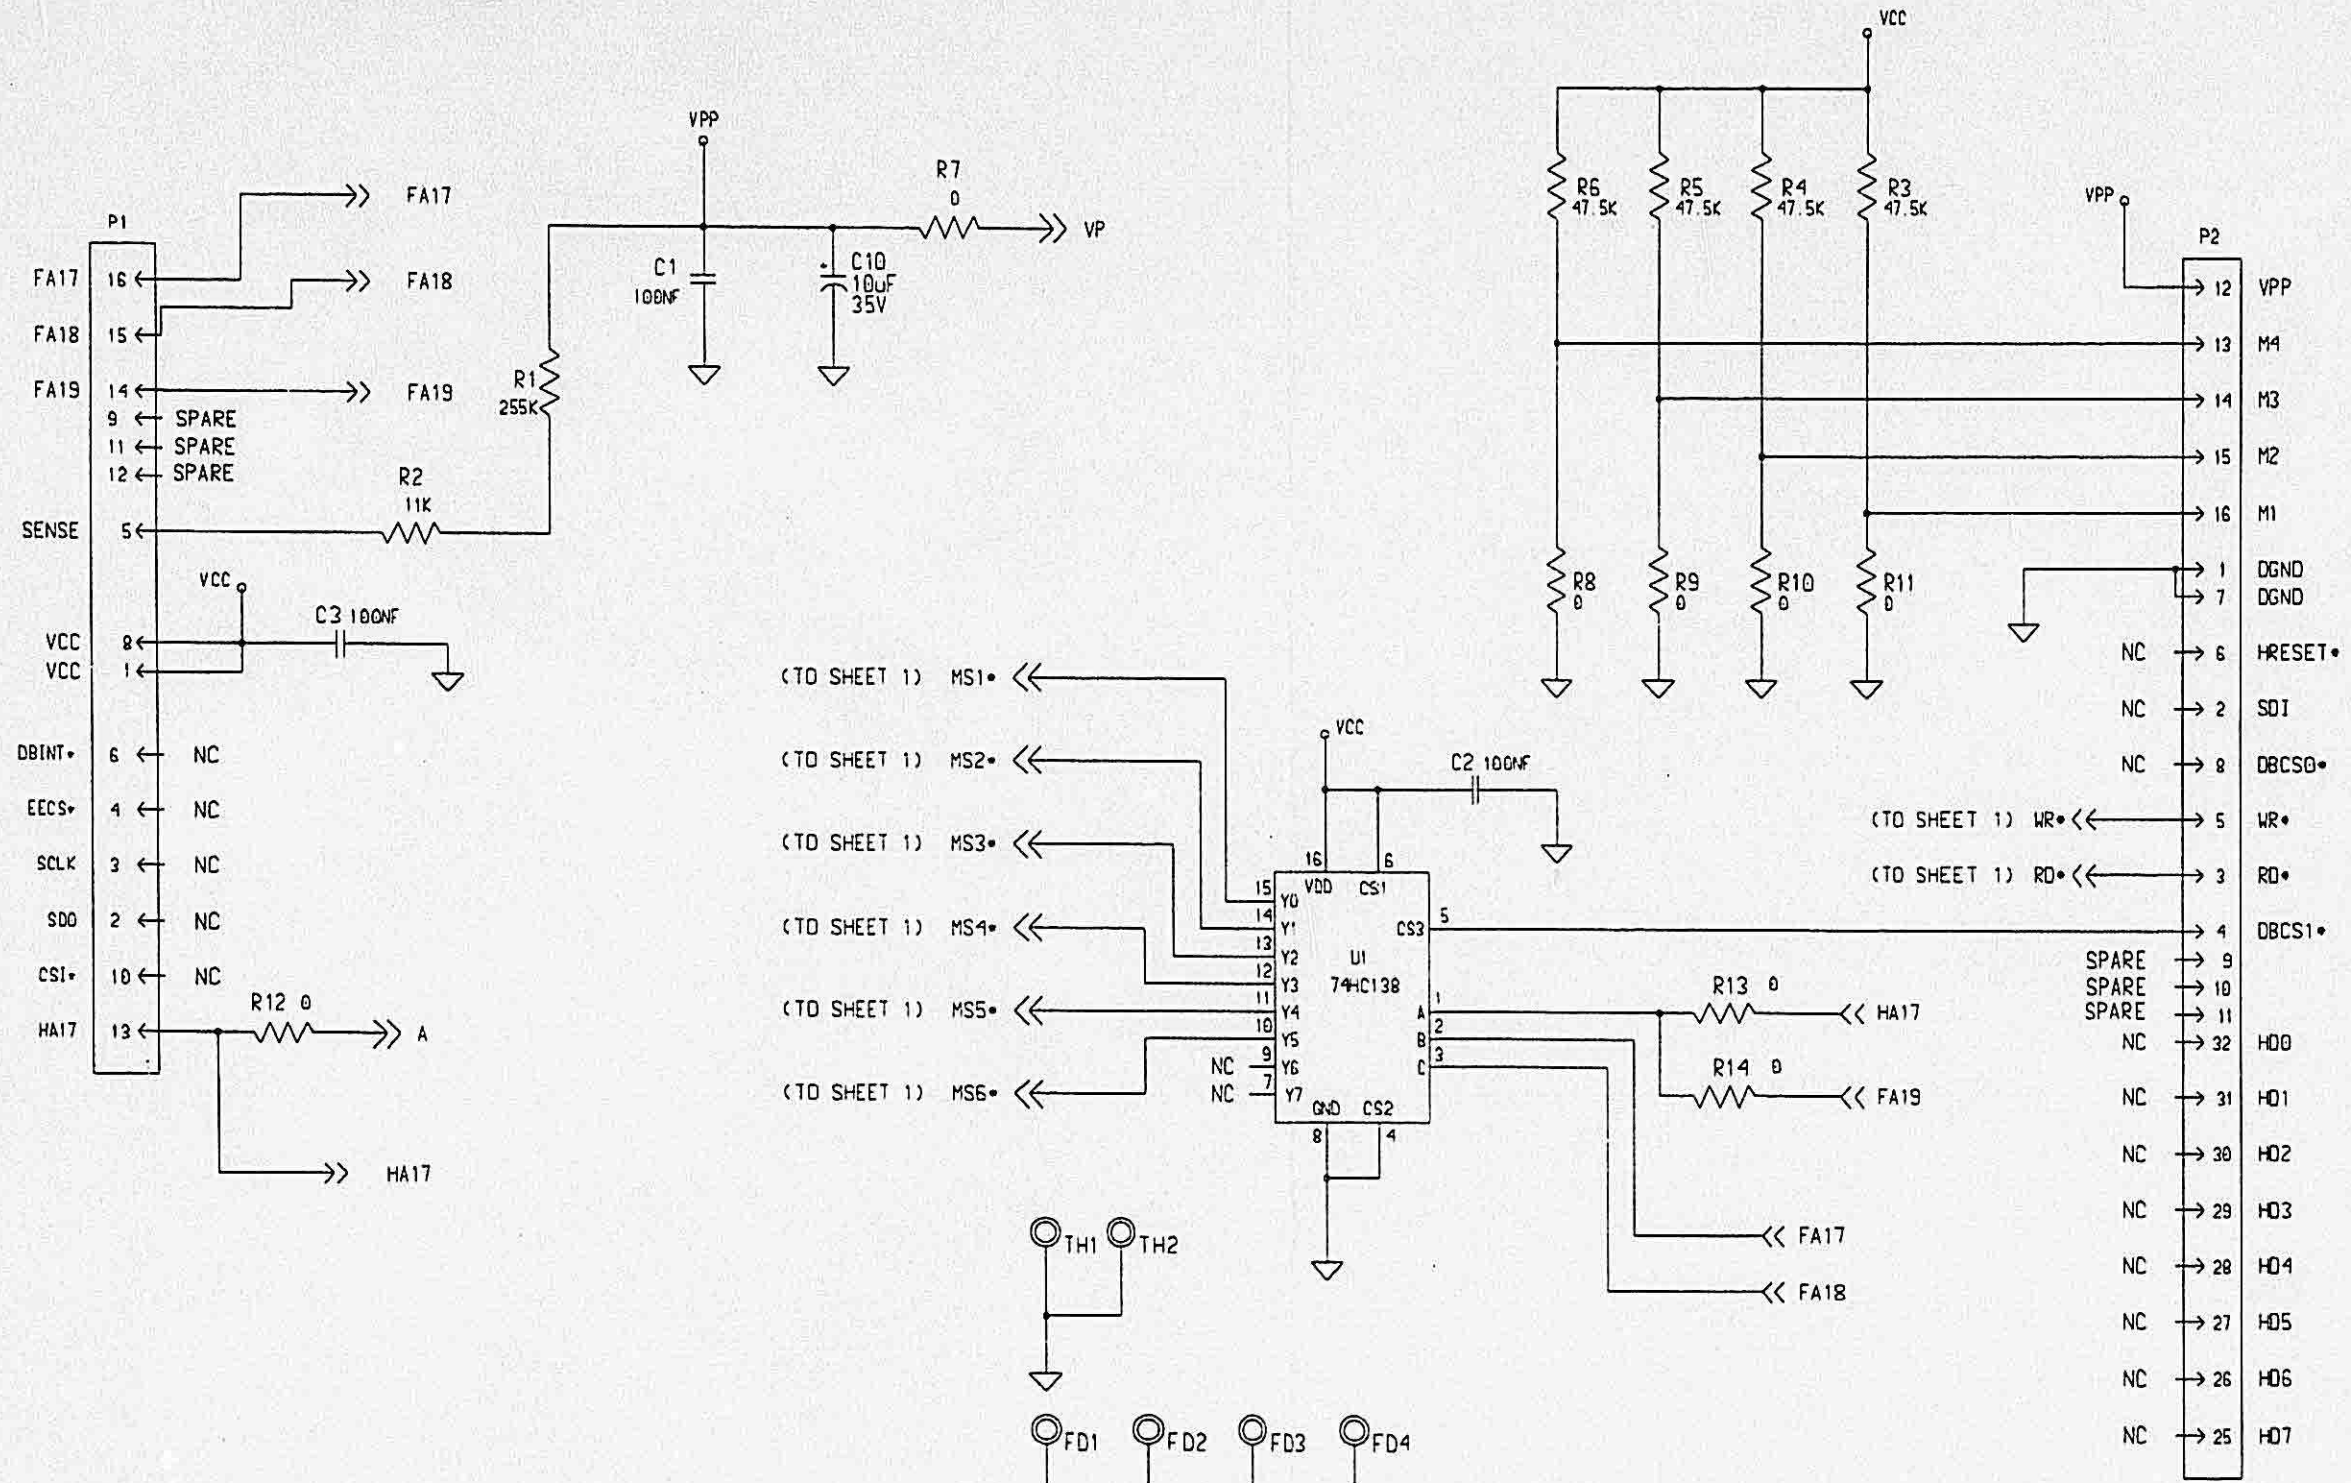 VCC
VPP
R7
0
VP
C1
100NF
C10
10uF
35V
R1
255K
R2
11K
P1
FA17 16 FA17
FA18 15 FA18
FA19 14 FA19
9 SPARE
11 SPARE
12 SPARE
SENSE 5
VCC
C3 100NF
VCC 8
VCC 1
DBINT* 6 NC
EECS* 4 NC
SCLK 3 NC
SDO 2 NC
CSI* 10 NC
HA17 13
R12 0
A
HA17
R6
47.5K
R5
47.5K
R4
47.5K
R3
47.5K
R8
0
R9
0
R10
0
R11
0
(TO SHEET 1) MS1*
(TO SHEET 1) MS2*
(TO SHEET 1) MS3*
(TO SHEET 1) MS4*
(TO SHEET 1) MS5*
(TO SHEET 1) MS6*
VCC
C2 100NF
16 6
VDD CS1
15 Y0
14 Y1
13 Y2
12 Y3
11 Y4
10 Y5
NC 9 Y6
NC 7 Y7
U1
74HC138
CS3 5
A 1
B 2
C 3
GND CS2
8 4
R13 0
HA17
R14 0
FA19
FA17
FA18
TH1 TH2
FD1 FD2 FD3 FD4
VPP
P2
12 VPP
13 M4
14 M3
15 M2
16 M1
1 DGND
7 DGND
NC 6 HRESET*
NC 2 SDI
NC 8 DBCS0*
(TO SHEET 1) WR* 5 WR*
(TO SHEET 1) RD* 3 RD*
4 DBCS1*
SPARE 9
SPARE 10
SPARE 11
NC 32 HD0
NC 31 HD1
NC 30 HD2
NC 29 HD3
NC 28 HD4
NC 27 HD5
NC 26 HD6
NC 25 HD7